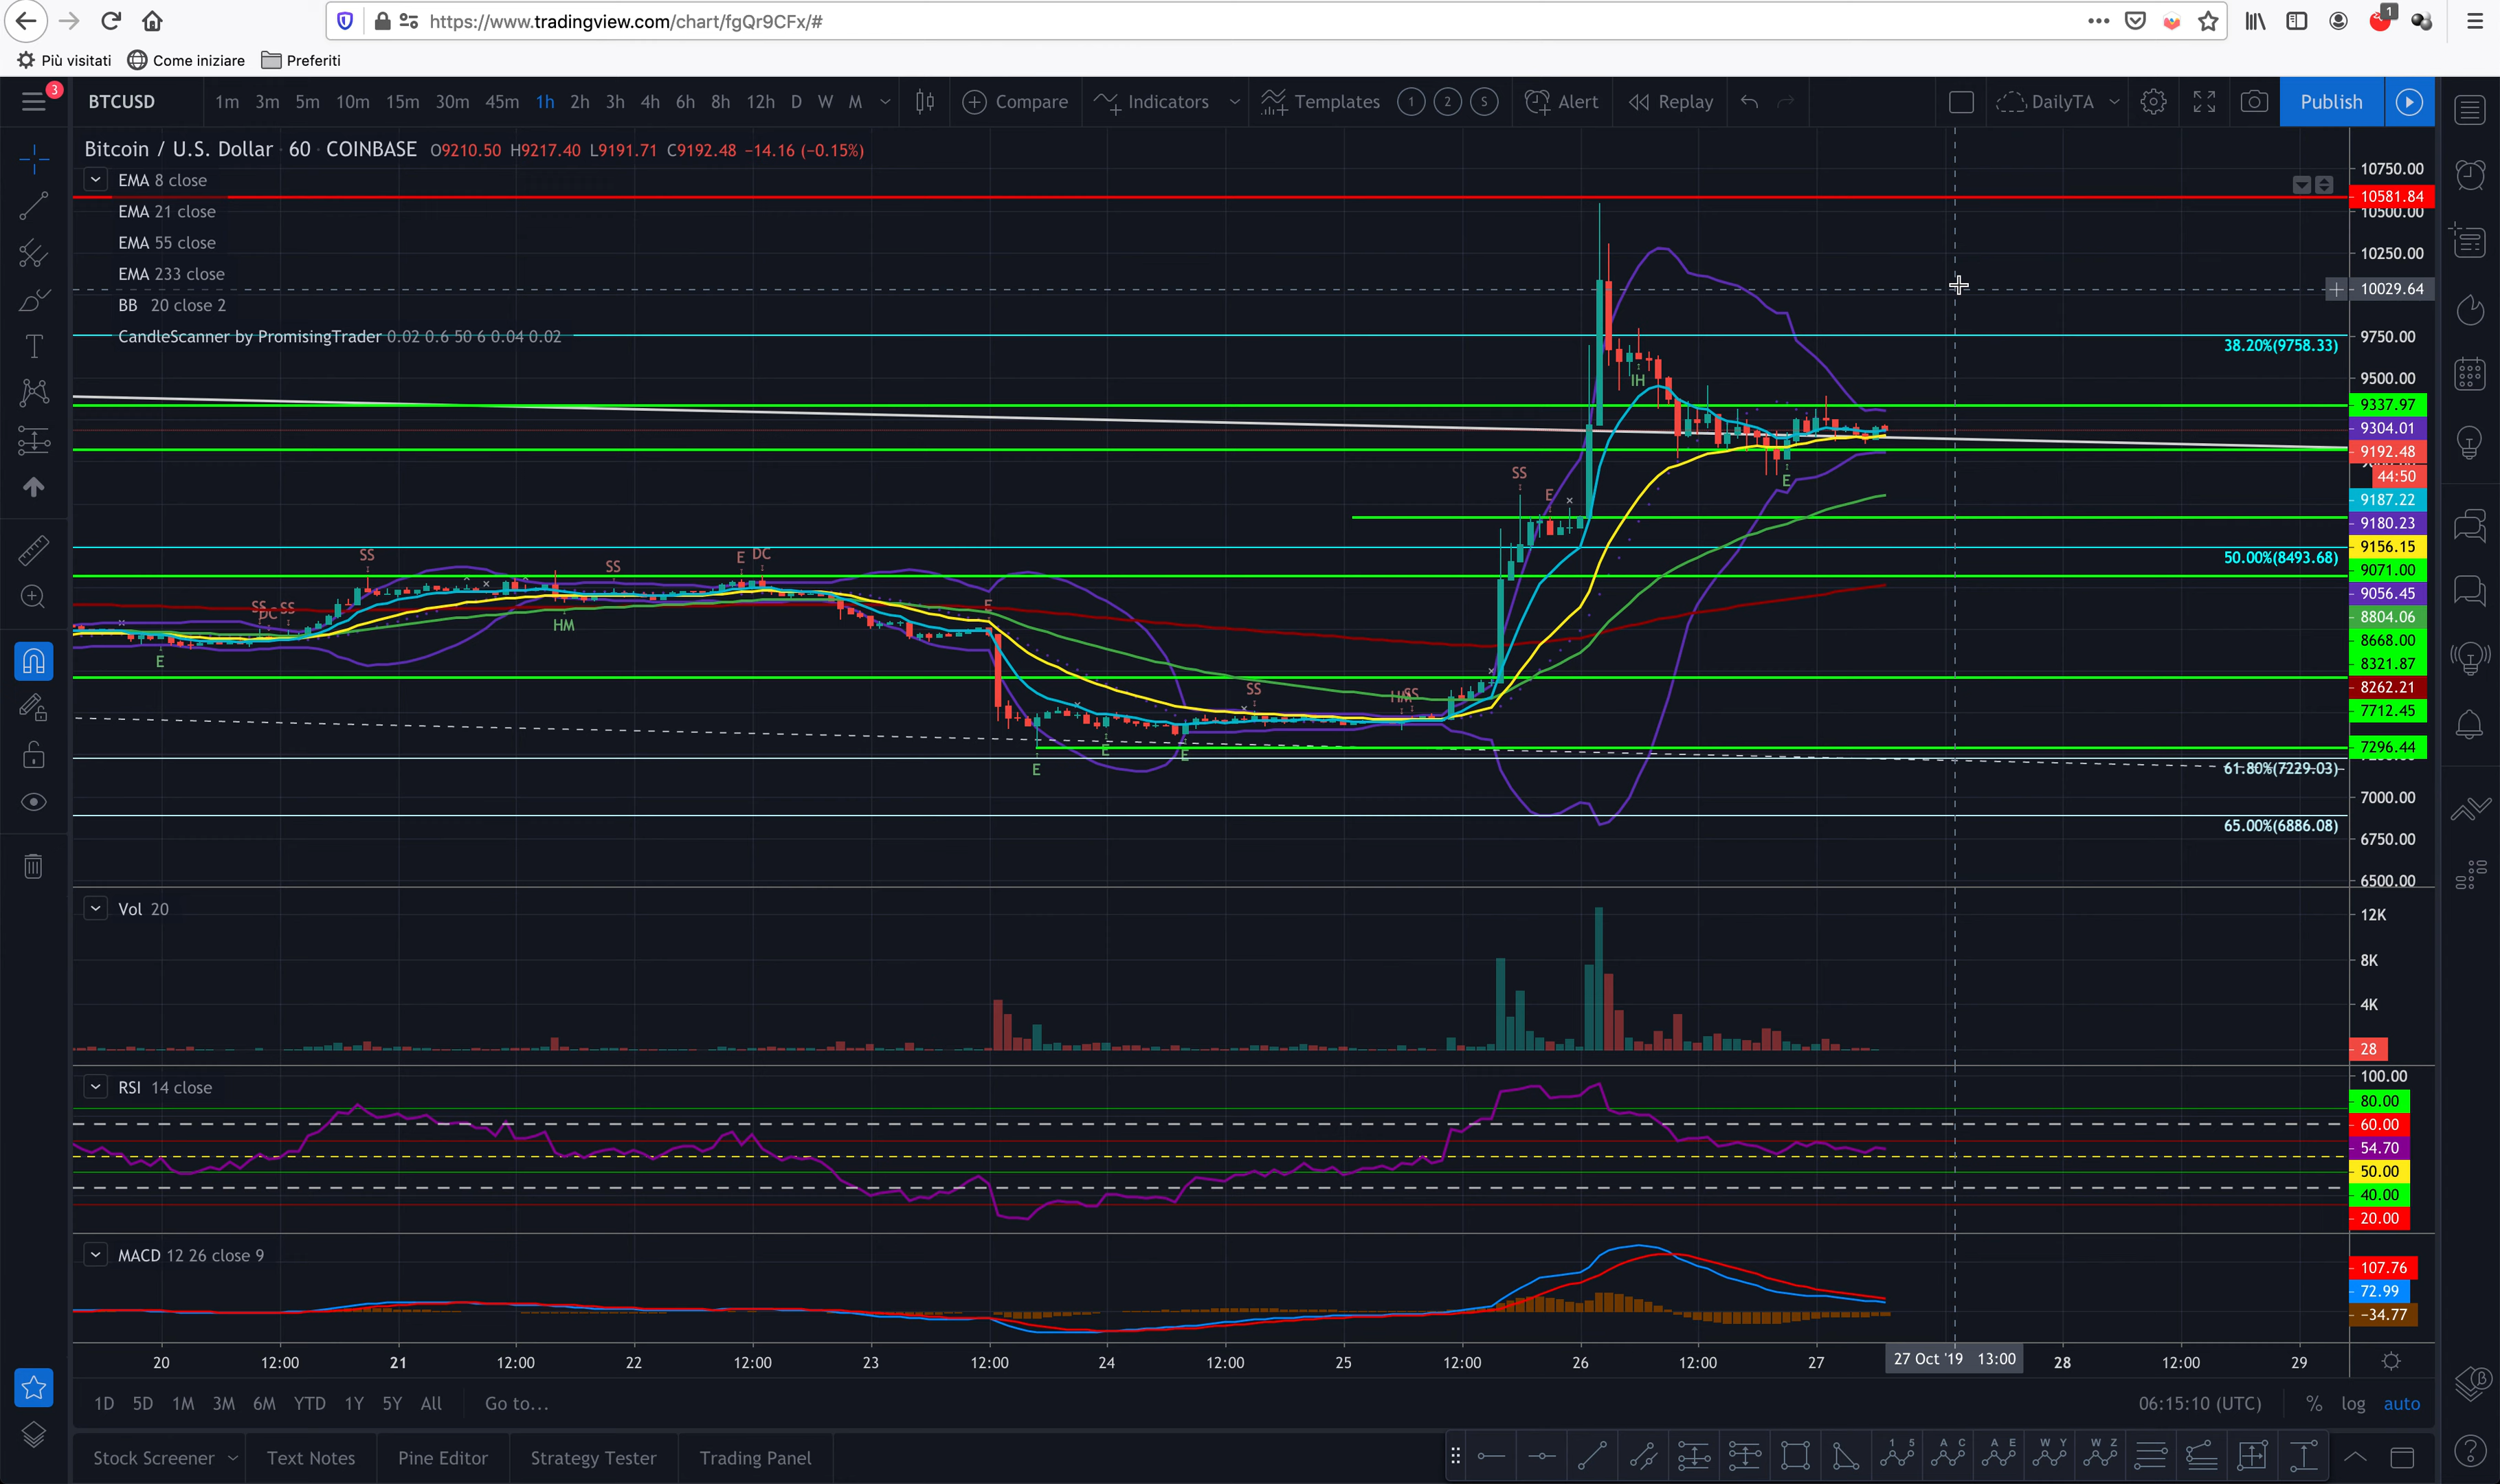 https://www.tradingview.com/chart/fgQr9CFx/#
1
Più visitati Come iniziare Preferiti
3
BTCUSD 1m 3m 5m 10m 15m 30m 45m 1h 2h 3h 4h 6h 8h 12h D W M Compare Indicators Templates 1 2 S Alert Replay DailyTA Publish
Bitcoin / U.S. Dollar 60 COINBASE O9210.50 H9217.40 L9191.71 C9192.48 −14.16 (−0.15%)
EMA 8 close
EMA 21 close
EMA 55 close
EMA 233 close
BB 20 close 2
CandleScanner by PromisingTrader 0.02 0.6 50 6 0.04 0.02
10750.00
10581.84
10500.00
10250.00
10029.64
9750.00
38.20%(9758.33)
9500.00
9337.97
9304.01
9192.48
44:50
9187.22
9180.23
9156.15
9071.00
9056.45
8804.06
8668.00
8321.87
8262.21
7712.45
7296.44
50.00%(8493.68)
61.80%(7229.03)
7000.00
65.00%(6886.08)
6750.00
6500.00
IH
E
SS
E
SS
SS
E DC
SS
DC
SS
HM
E
E
SS
HM
SS
E
E
E
Vol 20
12K
8K
4K
28
RSI 14 close
100.00
80.00
60.00
54.70
50.00
40.00
20.00
MACD 12 26 close 9
107.76
72.99
−34.77
20 12:00 21 12:00 22 12:00 23 12:00 24 12:00 25 12:00 26 12:00 27 27 Oct '19 13:00 28 12:00 29
1D 5D 1M 3M 6M YTD 1Y 5Y All Go to... 06:15:10 (UTC) % log auto
Stock Screener Text Notes Pine Editor Strategy Tester Trading Panel
1 5 A C A E W Y W Z